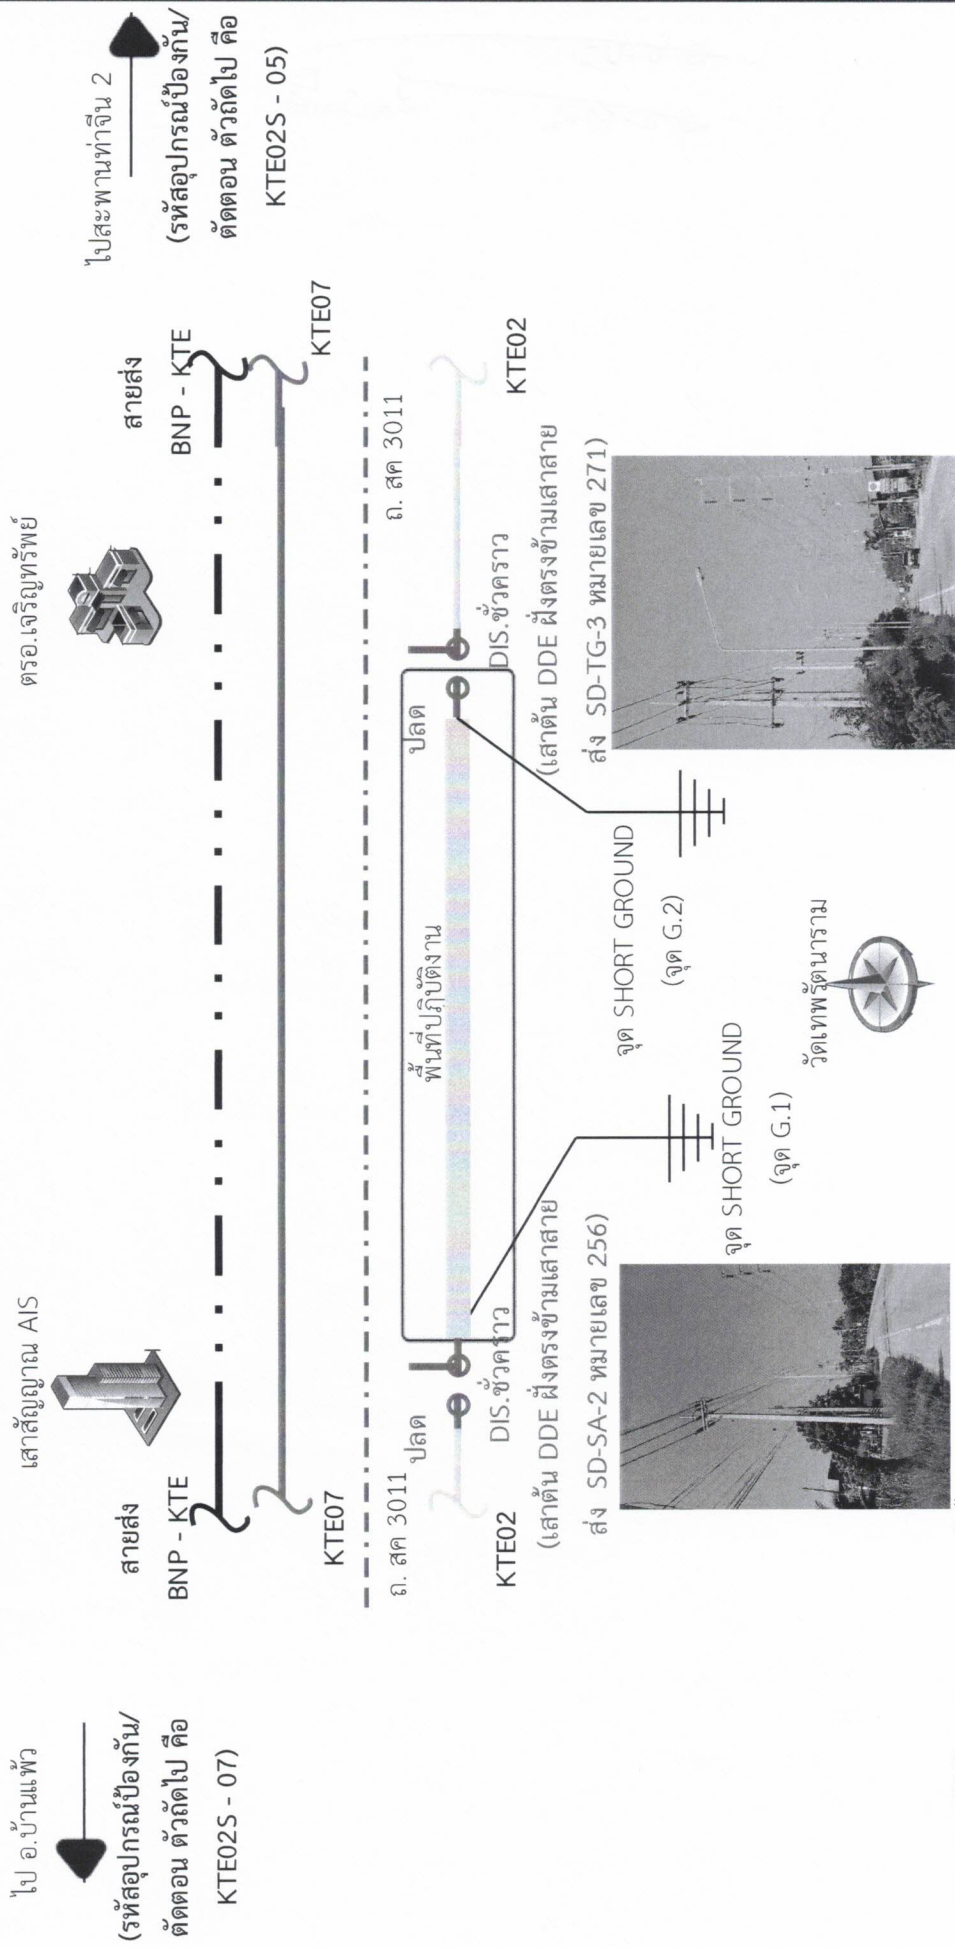 ไป อ.บ้านแพ้ว
(รหัสอุปกรณ์ป้องกัน/
ตัดตอน ตัวถัดไป คือ
KTE02S - 07)
เสาสัญญาณ AIS
ตรอ.เจริญทรัพย์
ไปสะพานท่าจีน 2
(รหัสอุปกรณ์ป้องกัน/
ตัดตอน ตัวถัดไป คือ
KTE02S - 05)
สายส่ง
BNP - KTE
สายส่ง
BNP - KTE
KTE07
KTE07
ถ. สค 3011
ถ. สค 3011
ปลด
พื้นที่ปฏิบัติงาน
ปลด
KTE02
DIS.ชั่วคราว
DIS.ชั่วคราว
KTE02
(เสาต้น DDE ฝั่งตรงข้ามเสาสาย
ส่ง SD-SA-2 หมายเลข 256)
(เสาต้น DDE ฝั่งตรงข้ามเสาสาย
ส่ง SD-TG-3 หมายเลข 271)
จุด SHORT GROUND
(จุด G.1)
จุด SHORT GROUND
(จุด G.2)
วัดเทพรัตนาราม